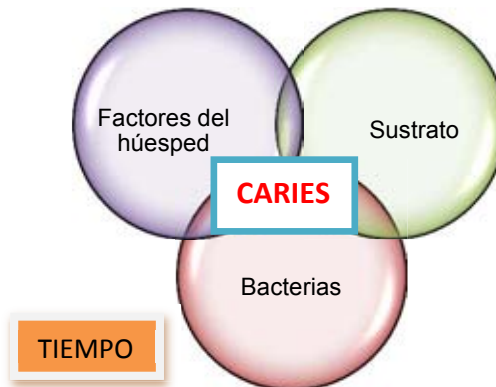 Factores del
húesped
Sustrato
CARIES
Bacterias
TIEMPO